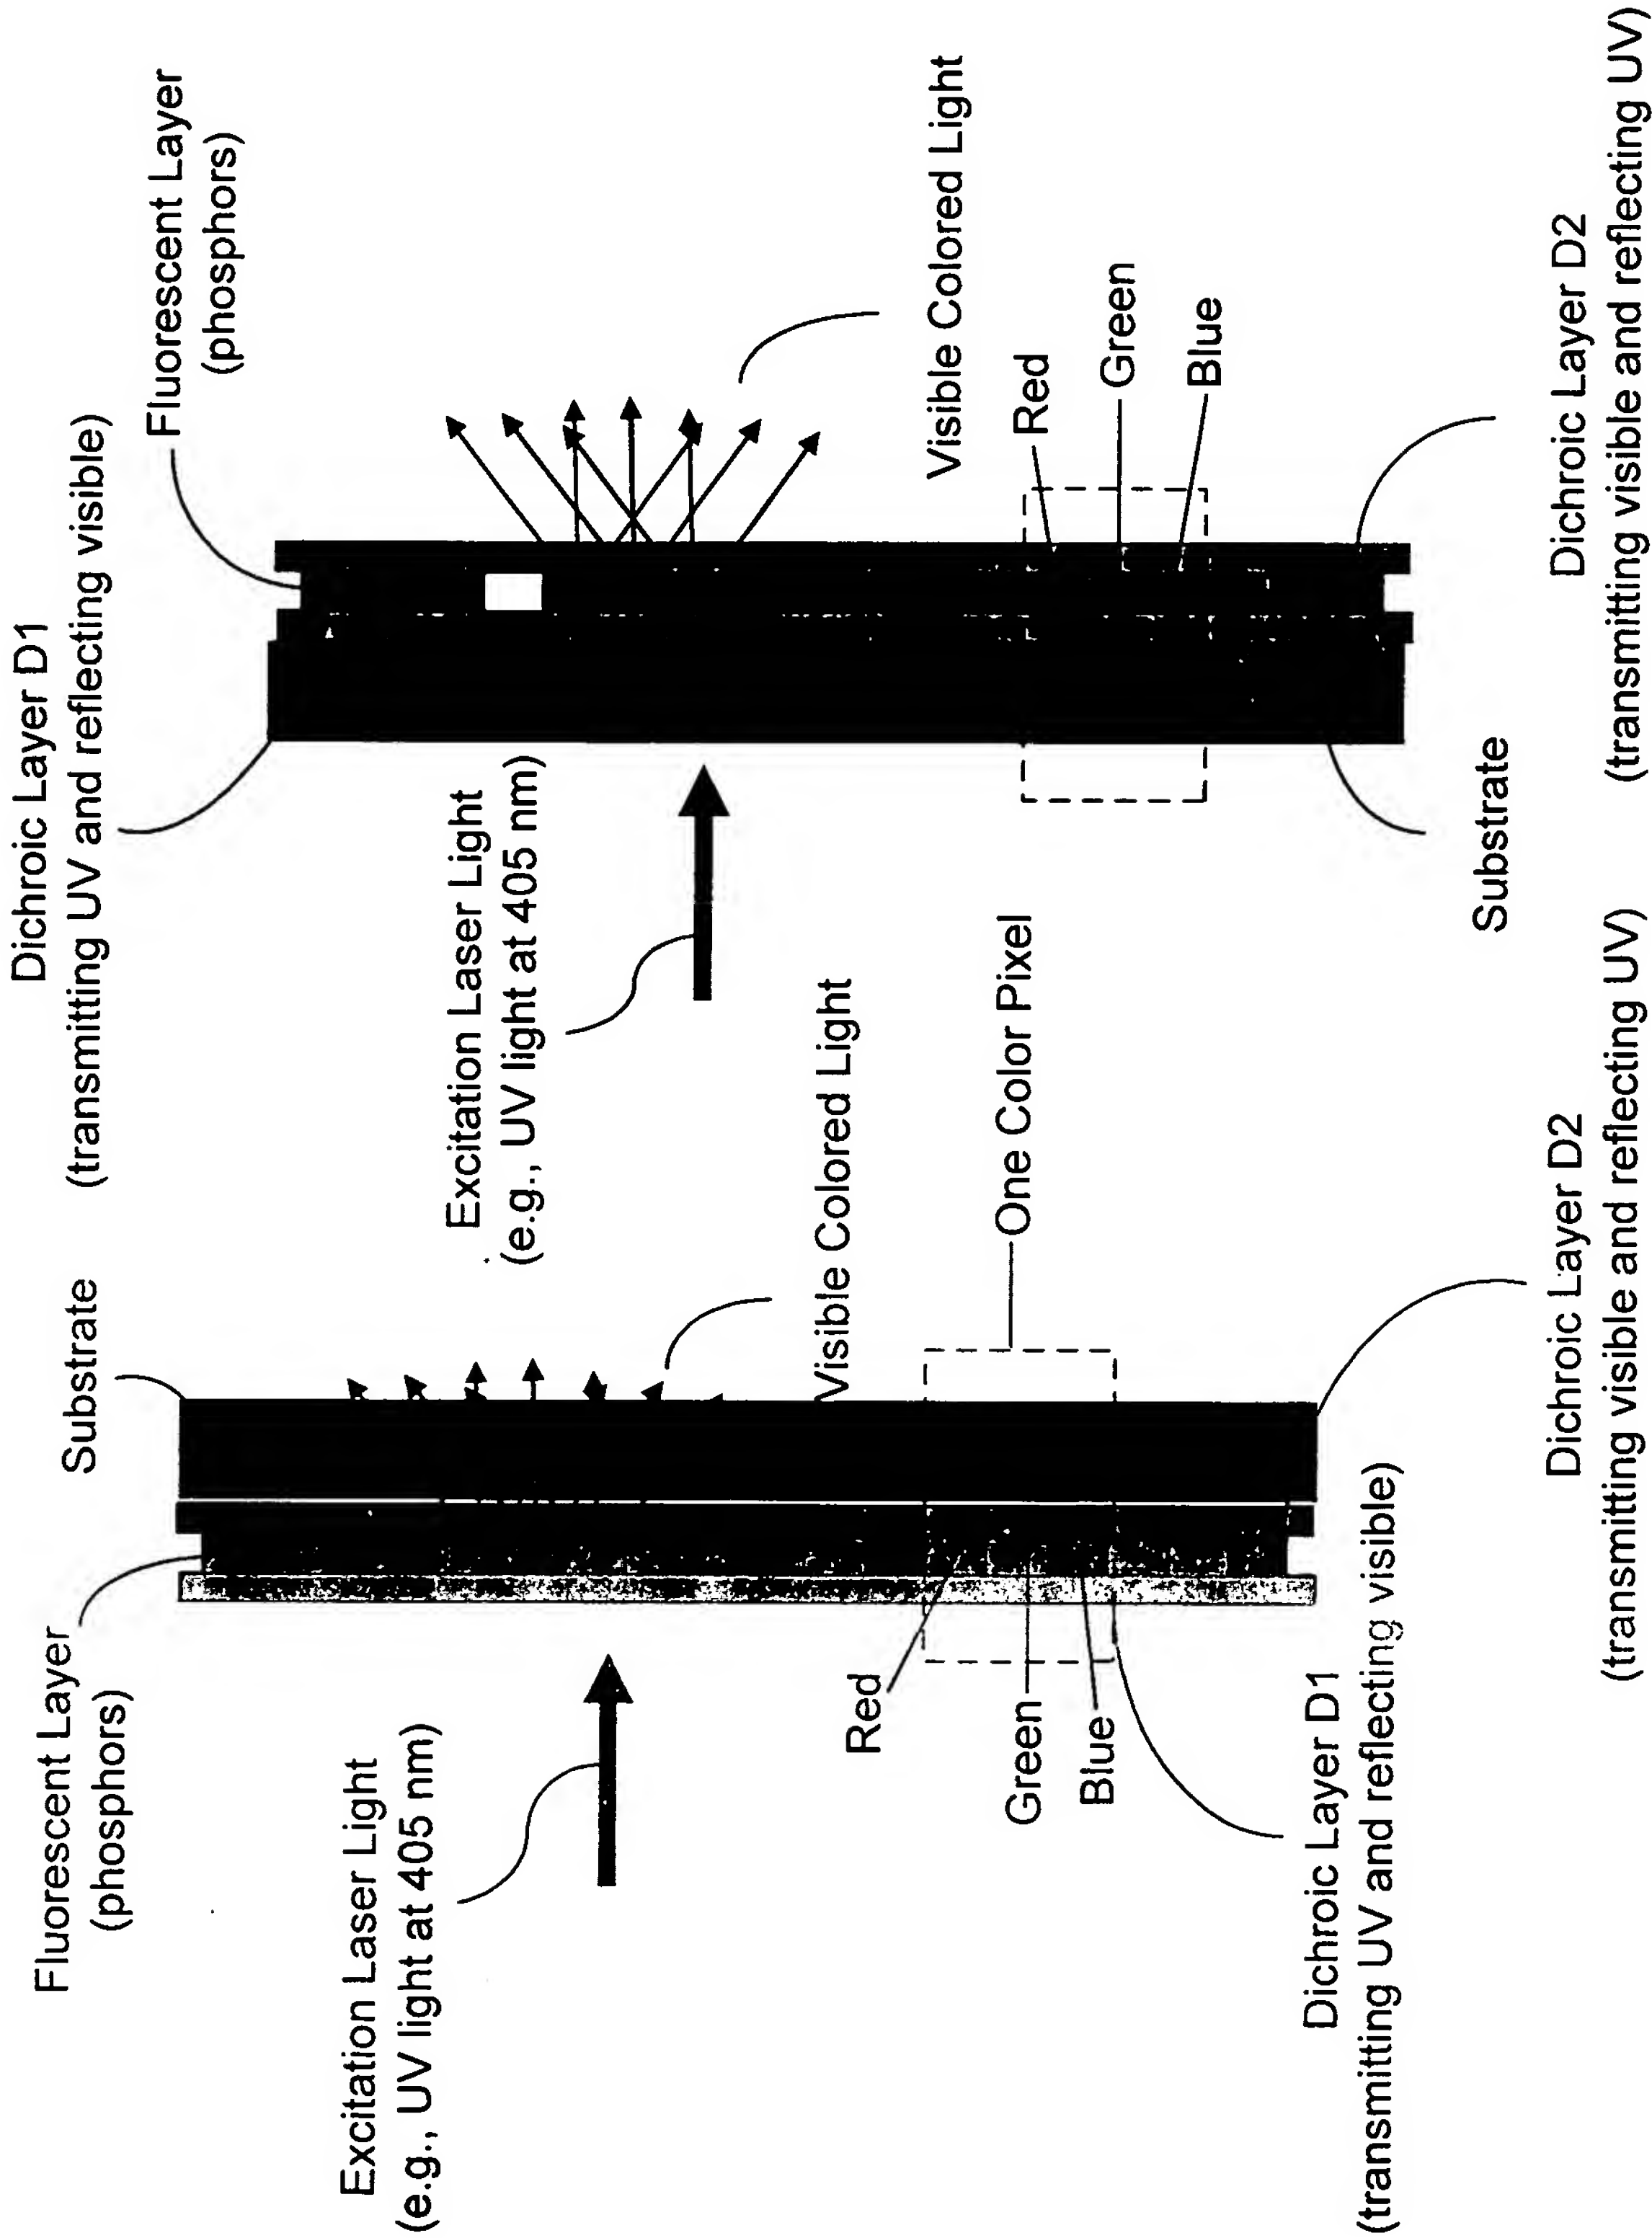 Fluorescent Layer
(phosphors)
Substrate
Excitation Laser Light
(e.g., UV light at 405 nm)
Visible Colored Light
Red
Green
Blue
One Color Pixel
Dichroic Layer D1
(transmitting UV and reflecting visible)
Dichroic Layer D2
(transmitting visible and reflecting UV)
Dichroic Layer D1
(transmitting UV and reflecting visible)
Fluorescent Layer
(phosphors)
Excitation Laser Light
(e.g., UV light at 405 nm)
Visible Colored Light
Red
Green
Blue
Substrate
Dichroic Layer D2
(transmitting visible and reflecting UV)